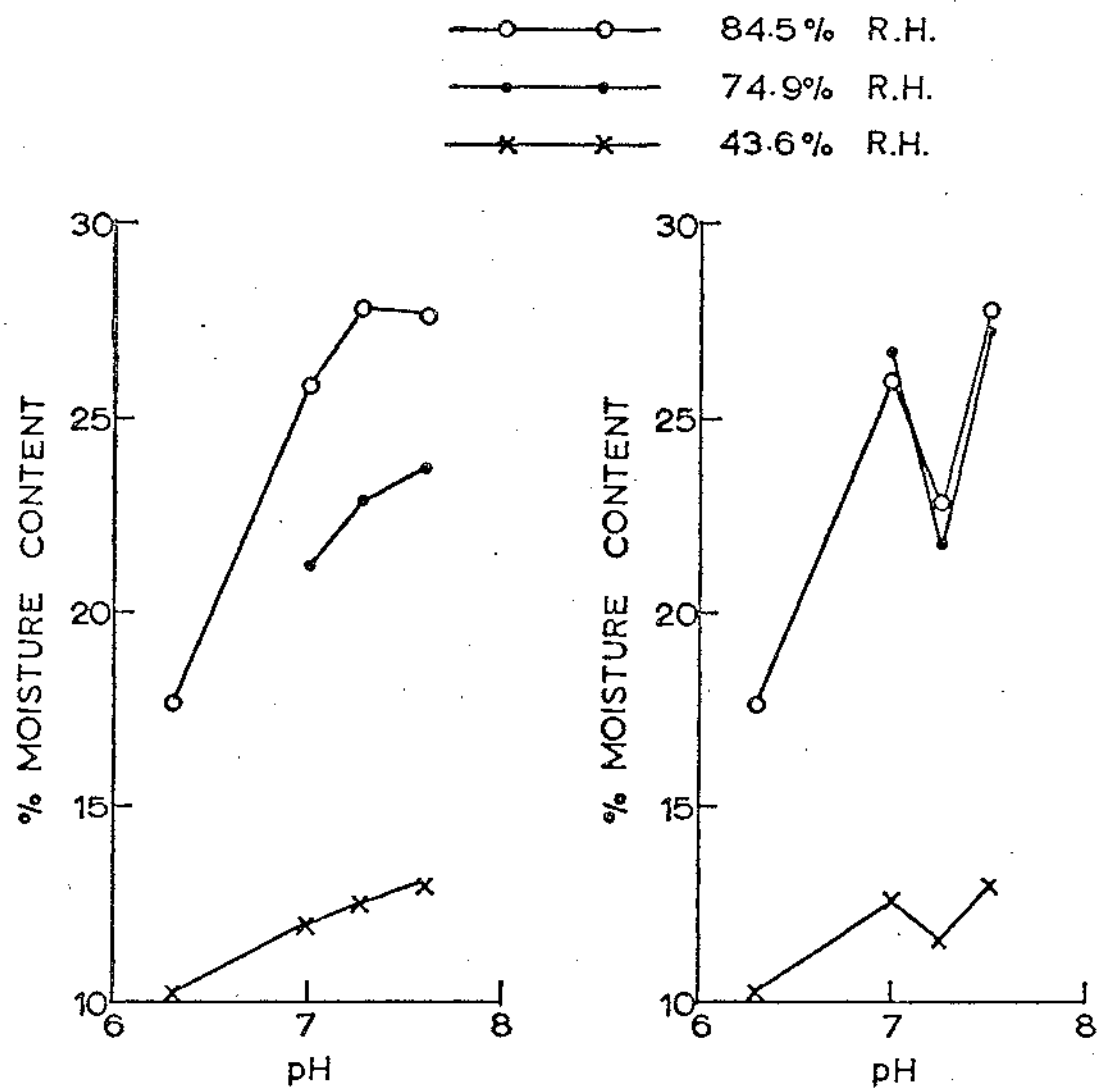 84.5% R.H.
74.9% R.H.
43.6% R.H.
30
25
20
15
10
6
7
8
% MOISTURE CONTENT
pH
30
25
20
15
10
6
7
8
% MOISTURE CONTENT
pH